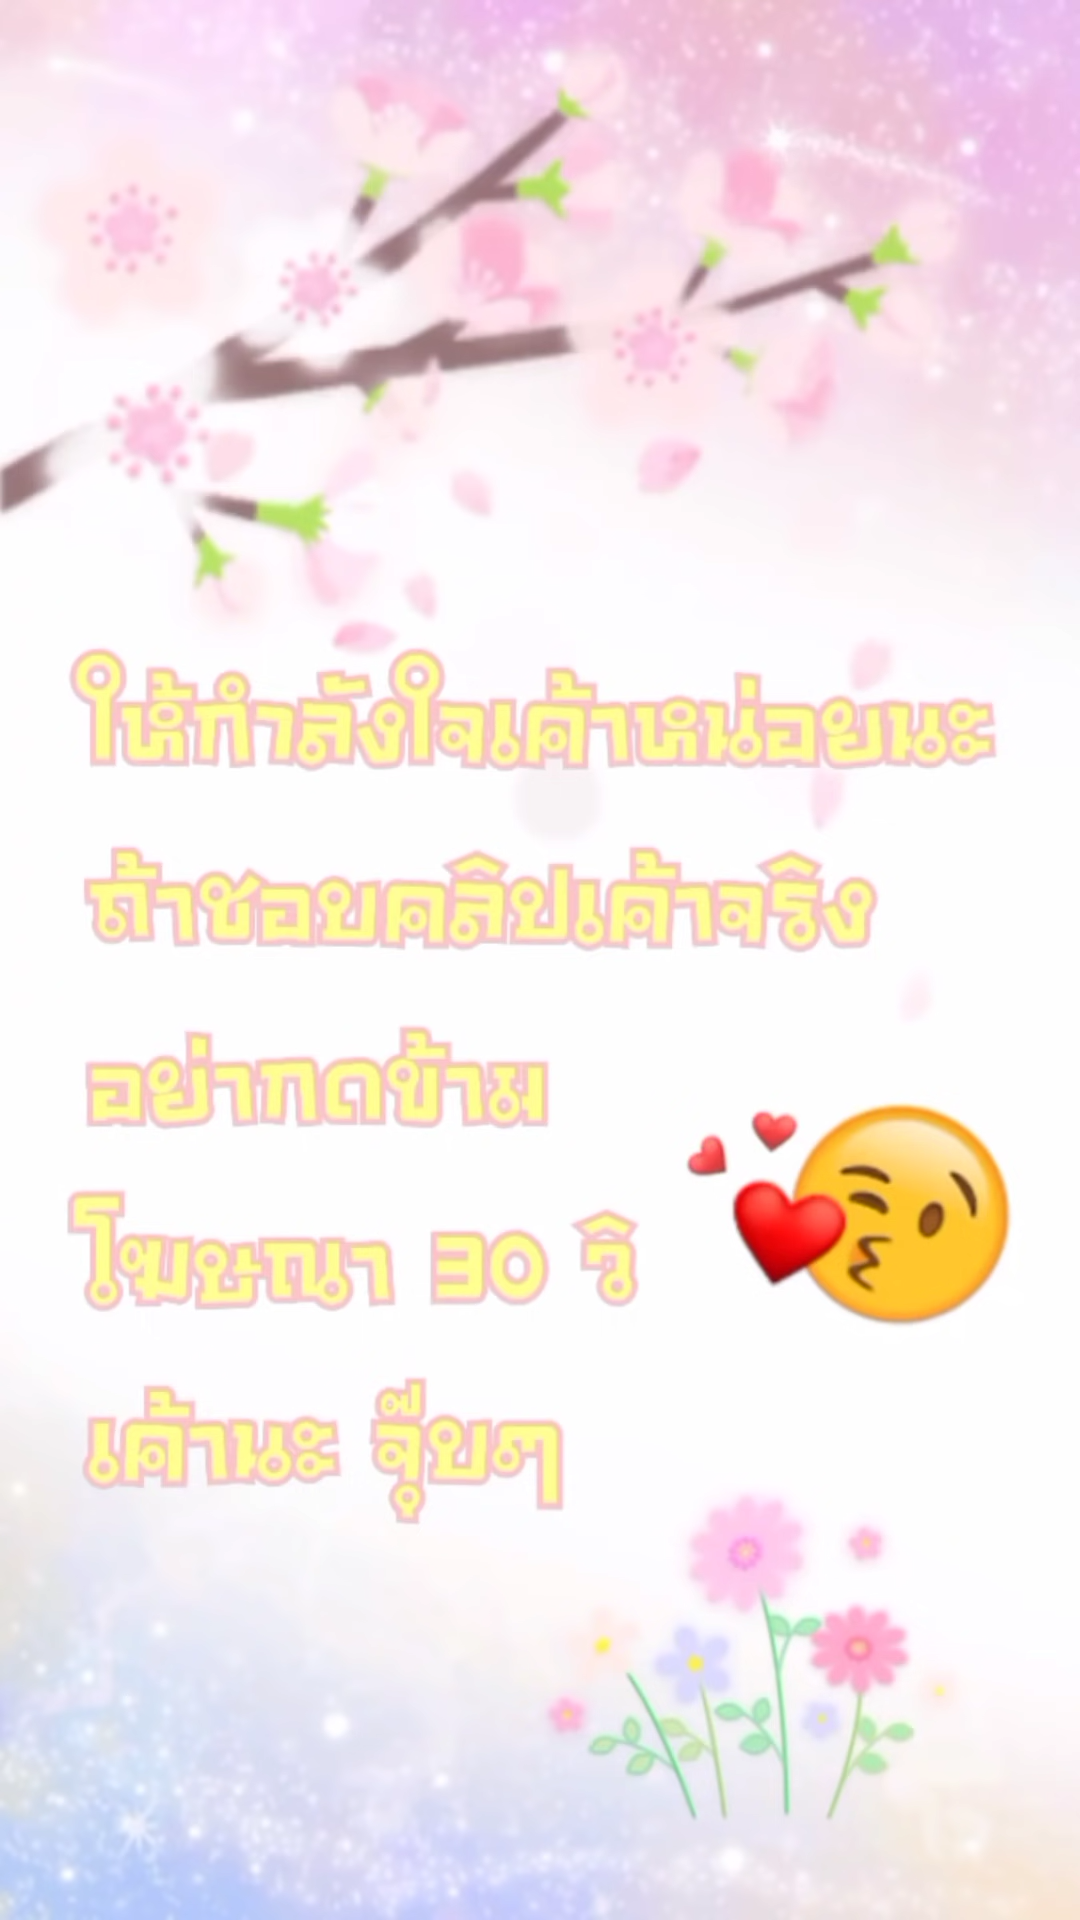 ให้กำลังใจเค้าหน่อยนะ
ถ้าชอบคลิปเค้าจริง
อย่ากดข้าม
โฆษณา 30 วิ
เค้านะ จุ๊บๆ